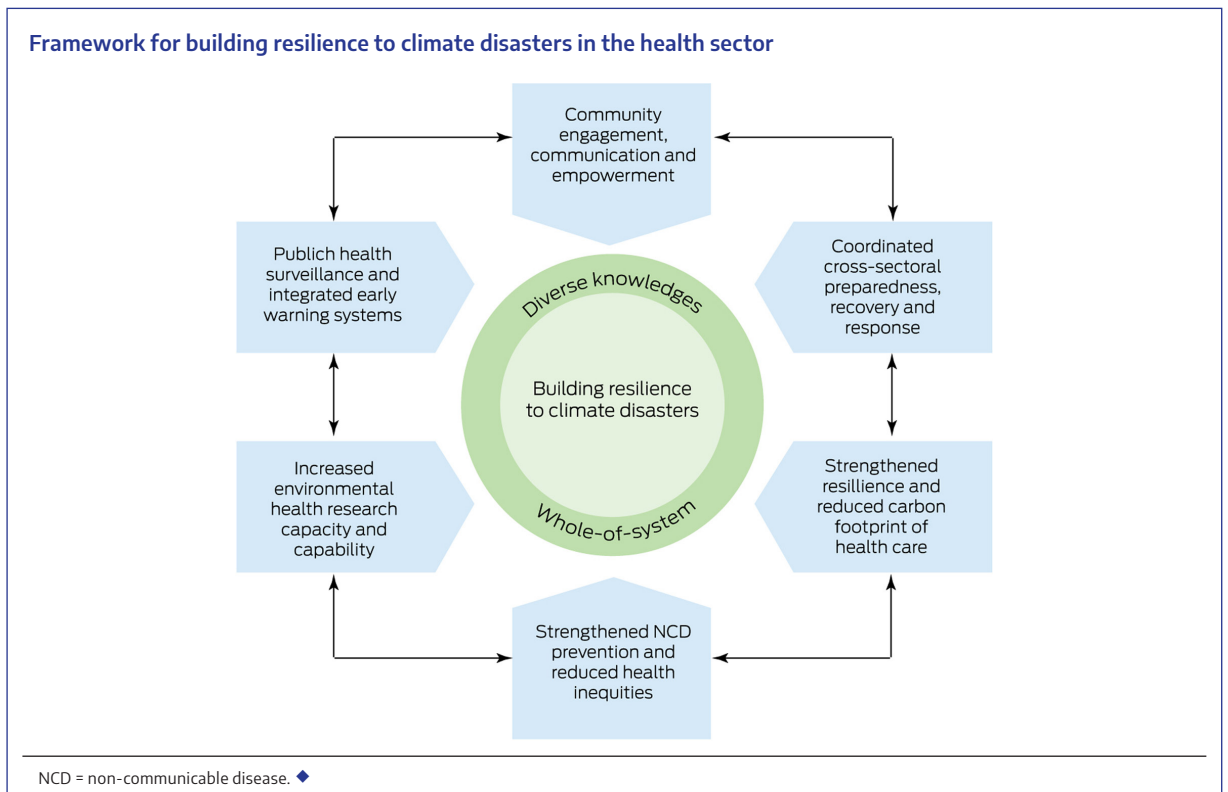 Framework for building resilience to climate disasters in the health sector
Community
engagement,
communication and
empowerment
Publich health
surveillance and
integrated early
warning systems
Coordinated
cross-sectoral
preparedness,
recovery and
response
Diverse knowledges
Building resilience
to climate disasters
Whole-of-system
Increased
environmental
health research
capacity and
capability
Strengthened
resillience and
reduced carbon
footprint of
health care
Strengthened NCD
prevention and
reduced health
inequities
NCD = non-communicable disease. ◆